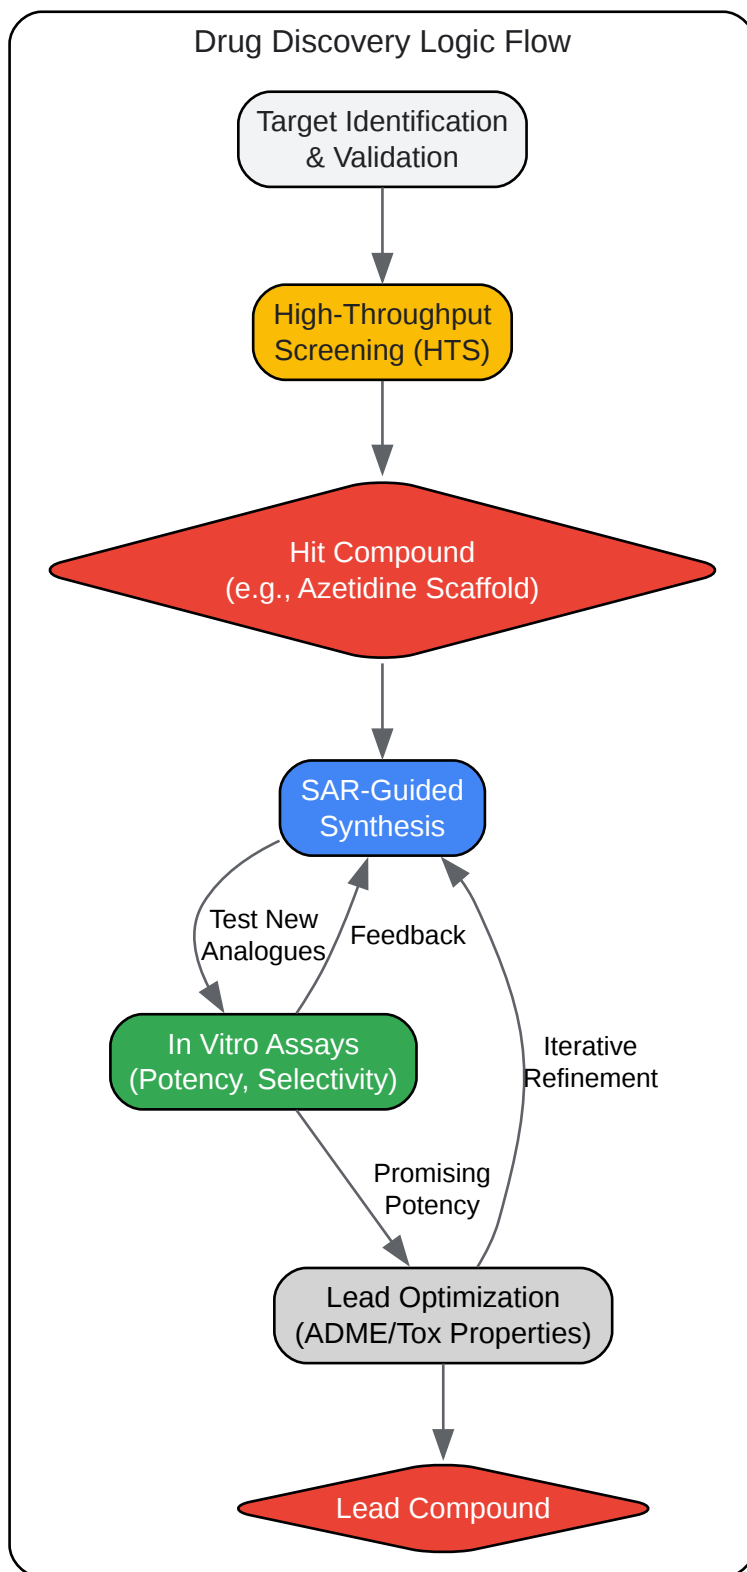 Drug Discovery Logic Flow
Target Identification
& Validation
High-Throughput
Screening (HTS)
Hit Compound
(e.g., Azetidine Scaffold)
SAR-Guided
Synthesis
Test New
Analogues
Feedback
In Vitro Assays
(Potency, Selectivity)
Iterative
Refinement
Promising
Potency
Lead Optimization
(ADME/Tox Properties)
Lead Compound